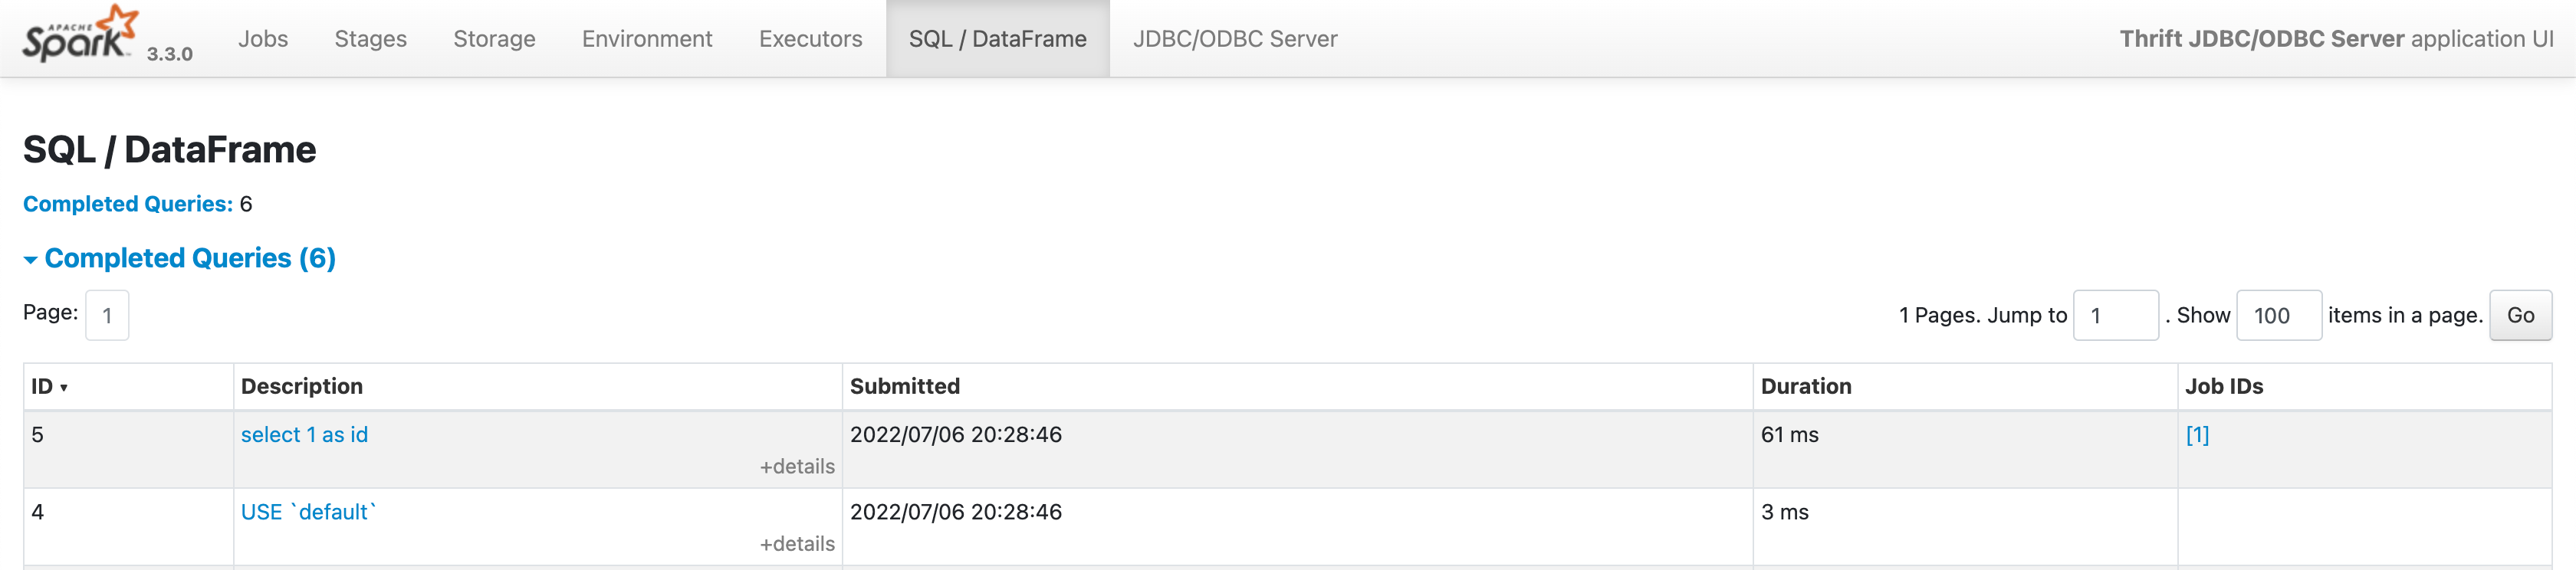 APACHE Spark 3.3.0 Jobs Stages Storage Environment Executors SQL / DataFrame JDBC/ODBC Server Thrift JDBC/ODBC Server application UI
SQL / DataFrame
Completed Queries: 6
Completed Queries (6)
Page: 1 1 Pages. Jump to 1 . Show 100 items in a page. Go
ID Description Submitted Duration Job IDs
5 select 1 as id 2022/07/06 20:28:46 61 ms [1]
+details
4 USE `default` 2022/07/06 20:28:46 3 ms
+details